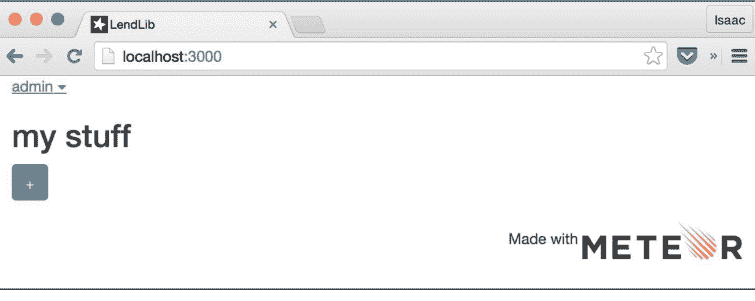 LendLib
Isaac
localhost:3000
admin
my stuff
+
Made with METEOR